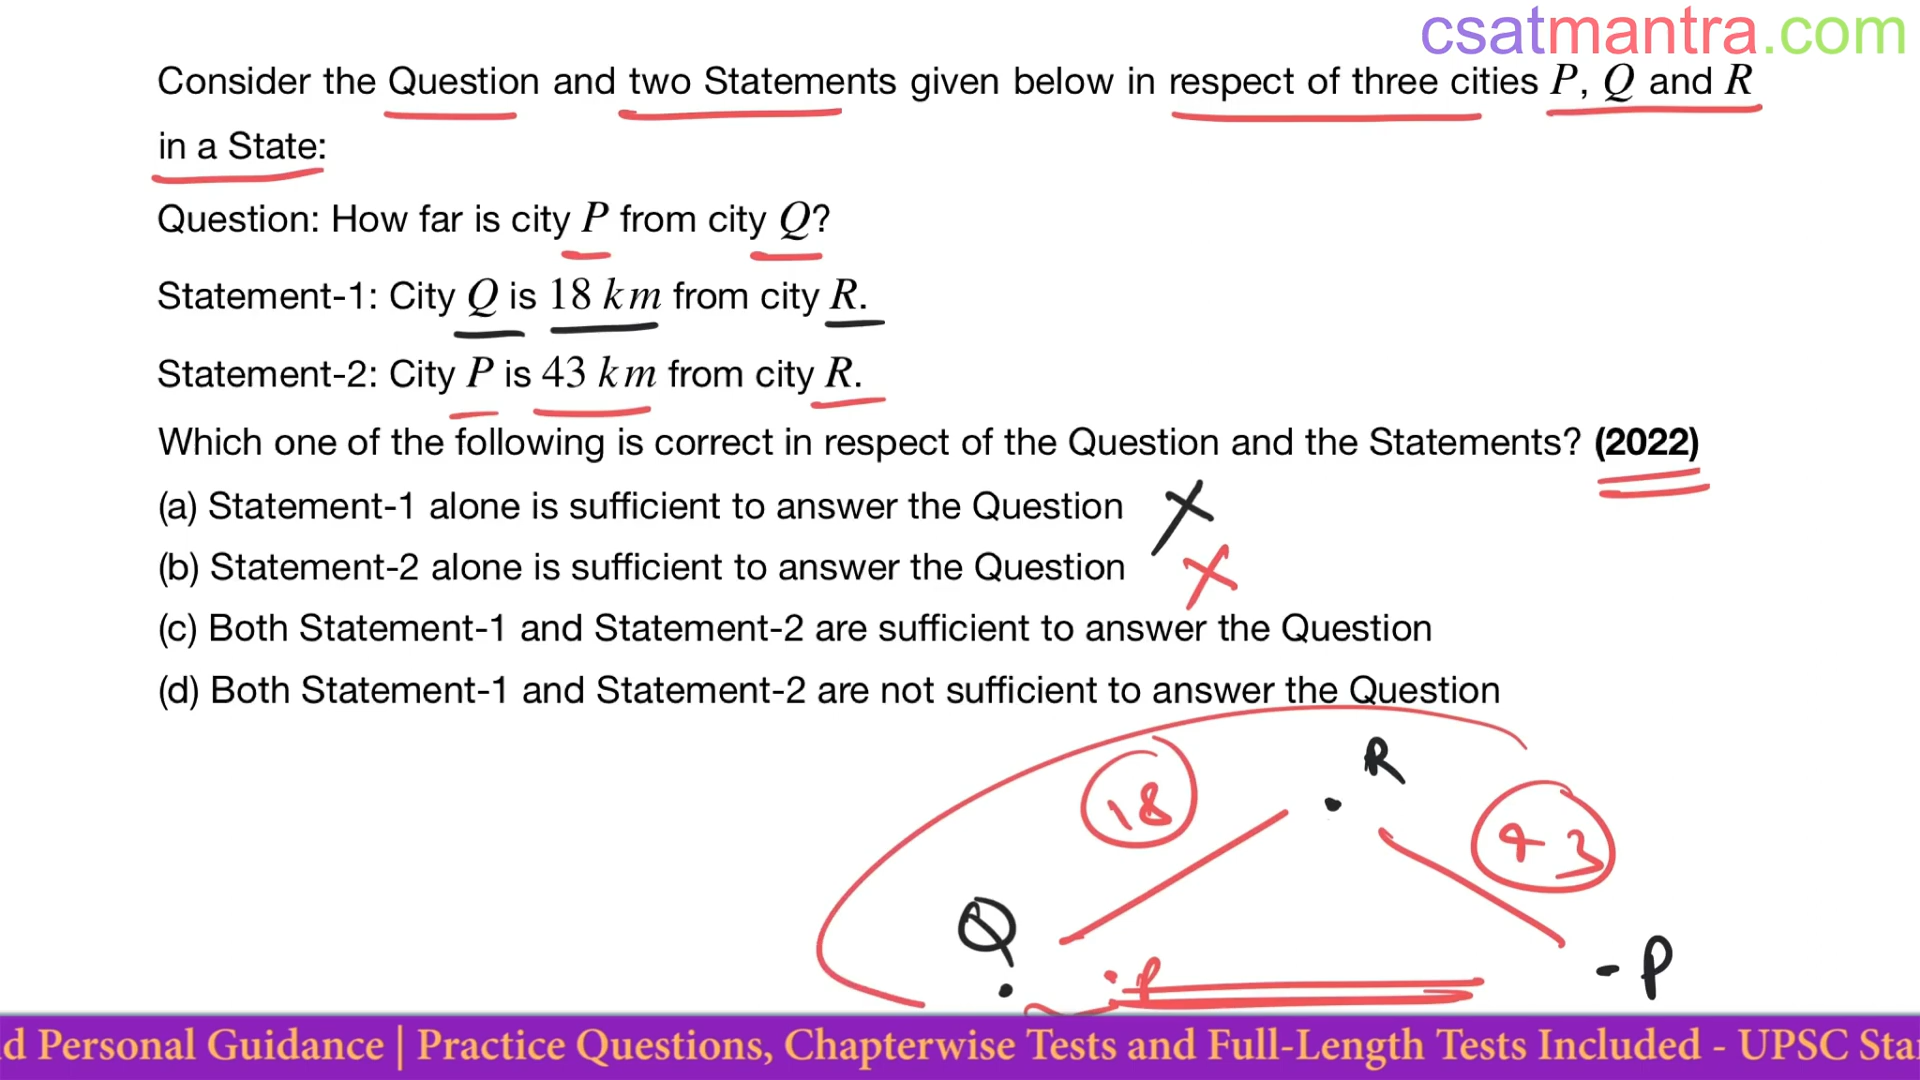 csatmantra.com
Consider the Question and two Statements given below in respect of three cities P, Q and R
in a State:
Question: How far is city P from city Q?
Statement-1: City Q is 18 km from city R.
Statement-2: City P is 43 km from city R.
Which one of the following is correct in respect of the Question and the Statements? (2022)
(a) Statement-1 alone is sufficient to answer the Question
(b) Statement-2 alone is sufficient to answer the Question
(c) Both Statement-1 and Statement-2 are sufficient to answer the Question
(d) Both Statement-1 and Statement-2 are not sufficient to answer the Question
R
18
43
Q
P
P
d Personal Guidance | Practice Questions, Chapterwise Tests and Full-Length Tests Included - UPSC Sta